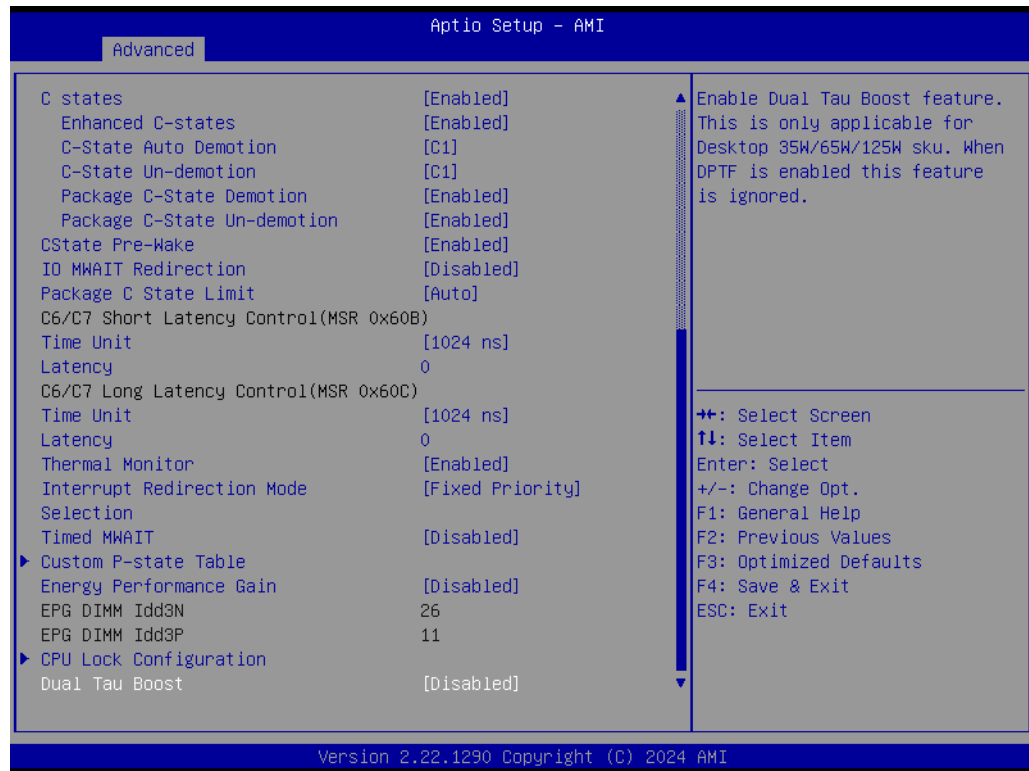 Aptio Setup – AMI
Advanced
C states [Enabled]
Enhanced C-states [Enabled]
C-State Auto Demotion [C1]
C-State Un-demotion [C1]
Package C-State Demotion [Enabled]
Package C-State Un-demotion [Enabled]
CState Pre-Wake [Enabled]
IO MWAIT Redirection [Disabled]
Package C State Limit [Auto]
C6/C7 Short Latency Control(MSR 0x60B)
Time Unit [1024 ns]
Latency 0
C6/C7 Long Latency Control(MSR 0x60C)
Time Unit [1024 ns]
Latency 0
Thermal Monitor [Enabled]
Interrupt Redirection Mode [Fixed Priority]
Selection
Timed MWAIT [Disabled]
Custom P-state Table
Energy Performance Gain [Disabled]
EPG DIMM Idd3N 26
EPG DIMM Idd3P 11
CPU Lock Configuration
Dual Tau Boost [Disabled]
Enable Dual Tau Boost feature.
This is only applicable for
Desktop 35W/65W/125W sku. When
DPTF is enabled this feature
is ignored.
→←: Select Screen
↑↓: Select Item
Enter: Select
+/-: Change Opt.
F1: General Help
F2: Previous Values
F3: Optimized Defaults
F4: Save & Exit
ESC: Exit
Version 2.22.1290 Copyright (C) 2024 AMI